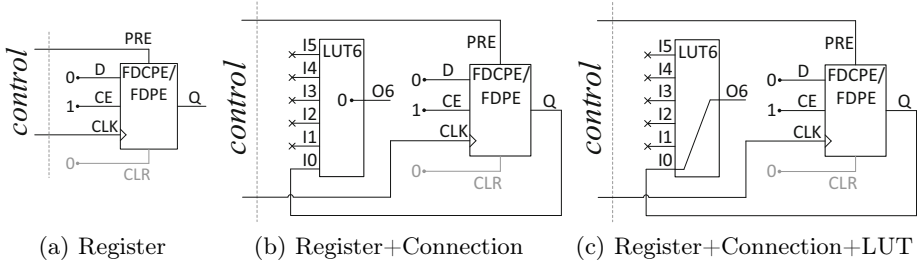 control
PRE
D
0
FDCPE/
FDPE
CE
1
Q
CLK
0
CLR
(a) Register
control
I5
LUT6
I4
I3
0
O6
I2
I1
I0
PRE
D
0
FDCPE/
FDPE
CE
1
Q
CLK
0
CLR
(b) Register+Connection
control
I5
LUT6
I4
I3
O6
I2
I1
I0
PRE
D
0
FDCPE/
FDPE
CE
1
Q
CLK
0
CLR
(c) Register+Connection+LUT